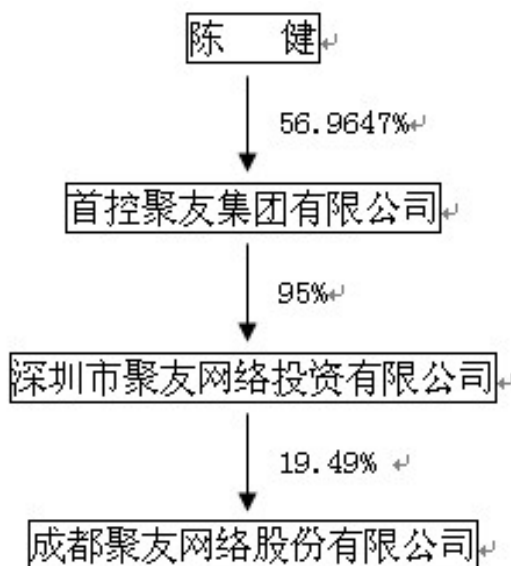 陈 健
56.9647%
首控聚友集团有限公司
95%
深圳市聚友网络投资有限公司
19.49%
成都聚友网络股份有限公司